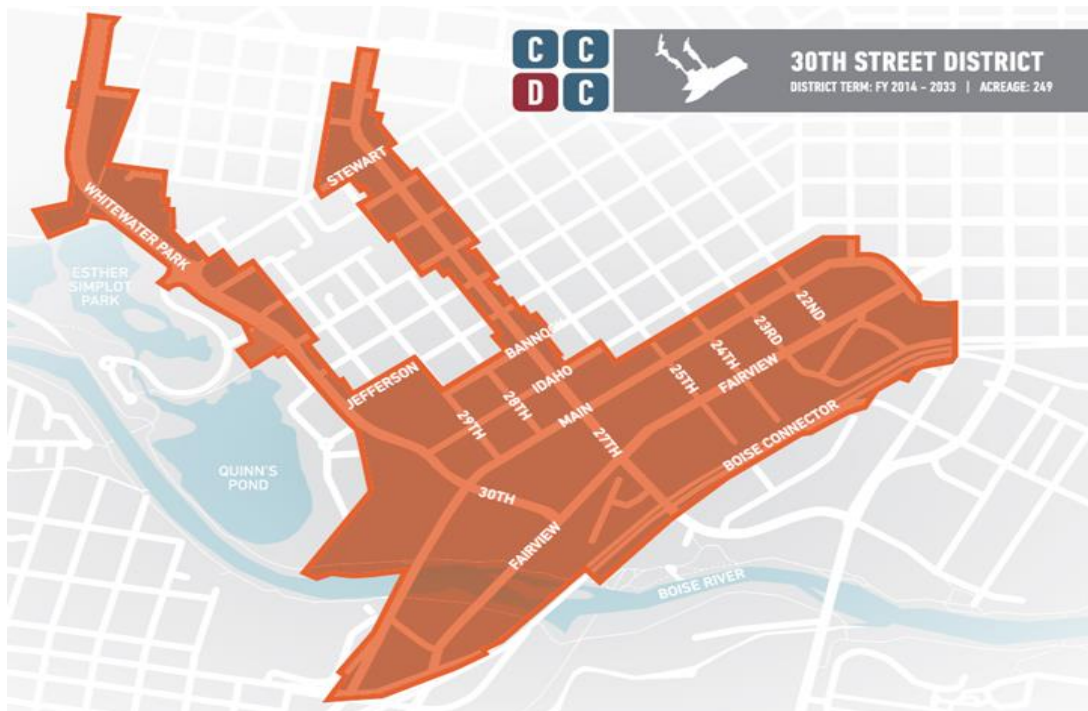 C C
D C
30TH STREET DISTRICT
DISTRICT TERM: FY 2014 - 2033 | ACREAGE: 249
STEWART
WHITEWATER PARK
ESTHER
SIMPLOT
PARK
BANNOCK
JEFFERSON
IDAHO
22ND
23RD
24TH
25TH
FAIRVIEW
28TH
29TH
MAIN
27TH
BOISE CONNECTOR
QUINN'S
POND
30TH
FAIRVIEW
BOISE RIVER